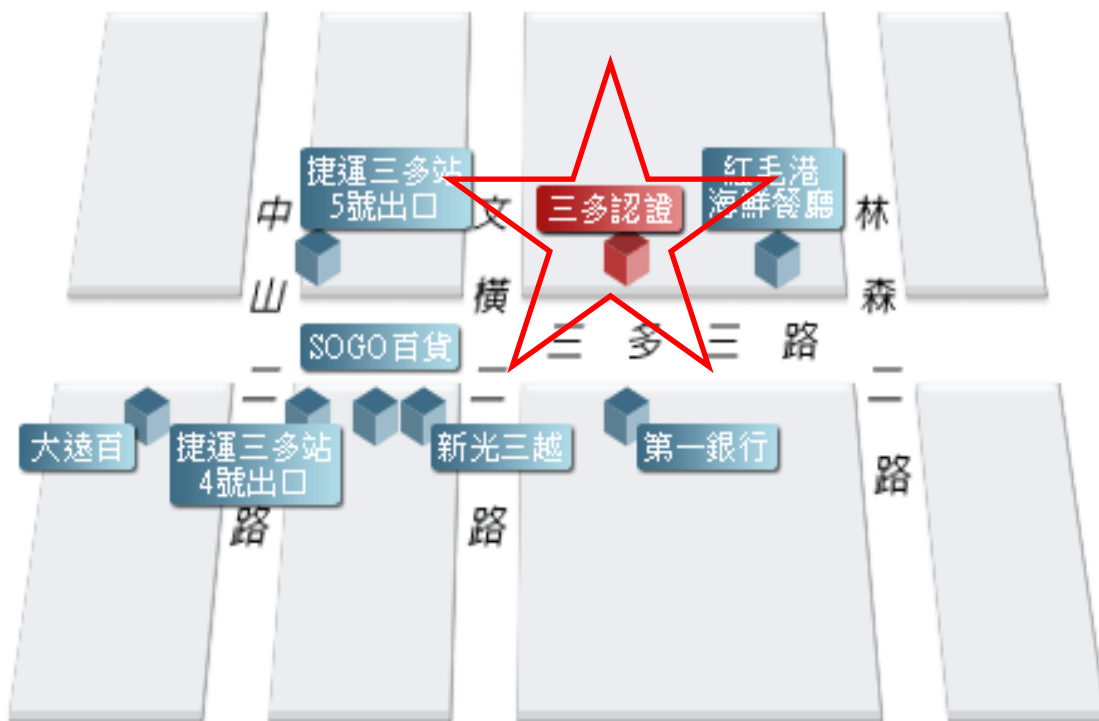 捷運三多站
5號出口
三多認證
紅毛港
海鮮餐廳
中山二路
文橫二路
林森二路
三多三路
SOGO百貨
大遠百
捷運三多站
4號出口
新光三越
第一銀行